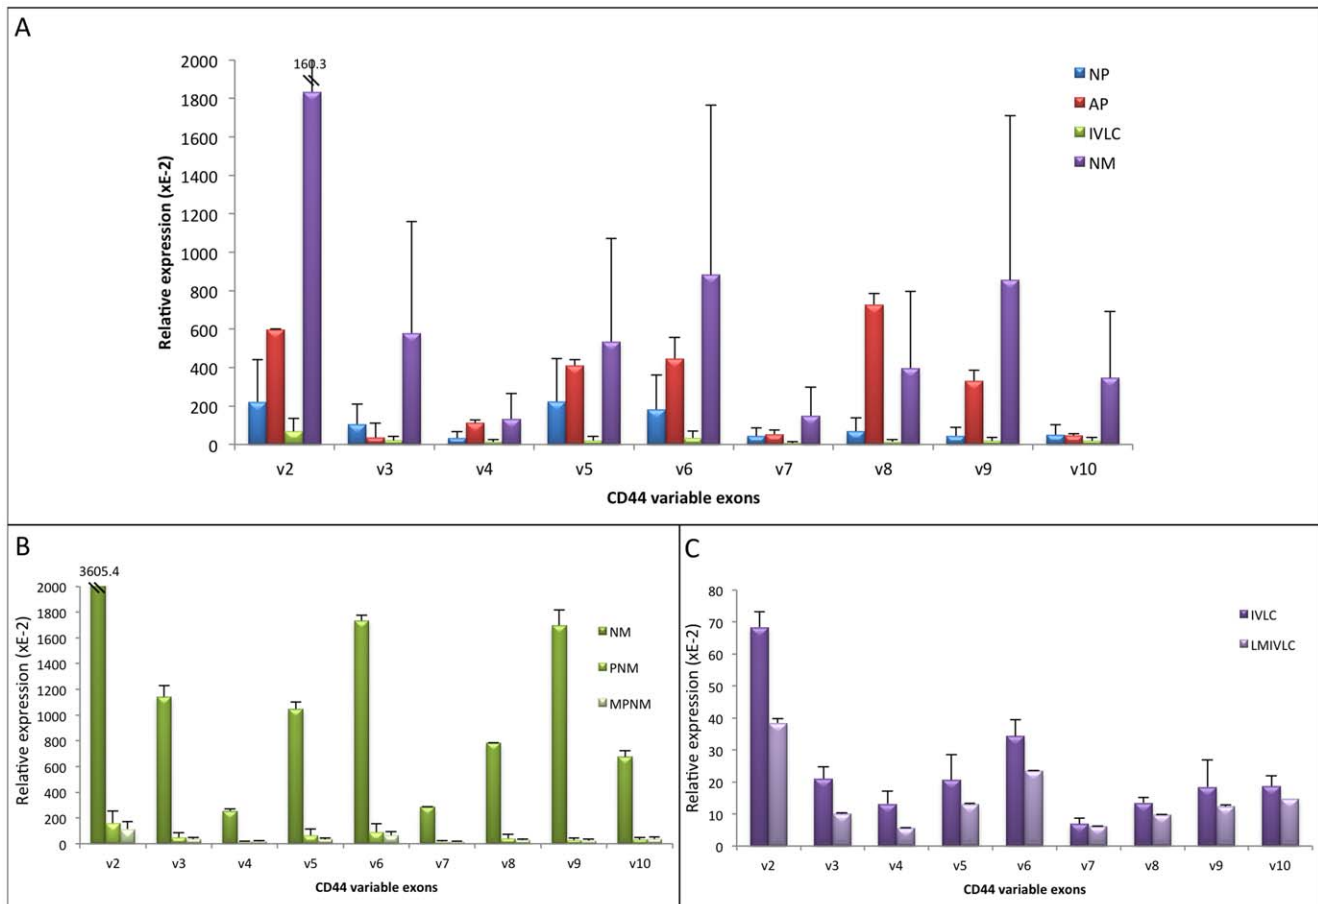 A
160.3
2000
1800
1600
1400
1200
1000
800
600
400
200
0
Relative expression (xE-2)
v2 v3 v4 v5 v6 v7 v8 v9 v10
CD44 variable exons
NP
AP
IVLC
NM
B
3605.4
2000
1800
1600
1400
1200
1000
800
600
400
200
0
Relative expression (xE-2)
v2 v3 v4 v5 v6 v7 v8 v9 v10
CD44 variable exons
NM
PNM
MPNM
C
80
70
60
50
40
30
20
10
0
Relative expression (xE-2)
v2 v3 v4 v5 v6 v7 v8 v9 v10
CD44 variable exons
IVLC
LMIVLC